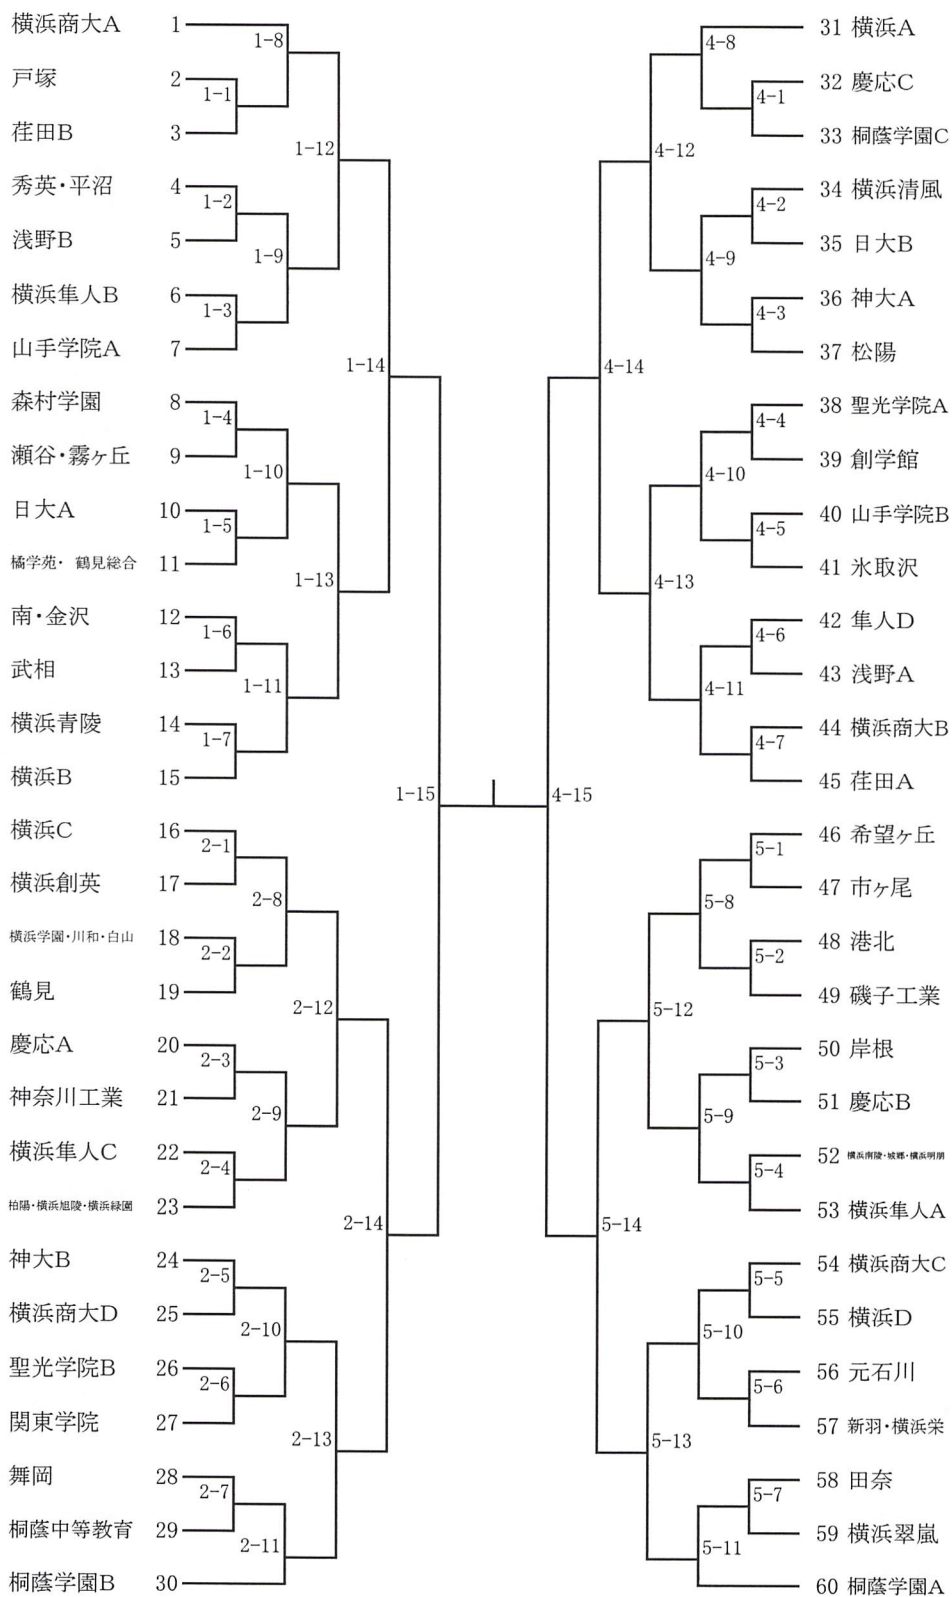 横浜商大A 1
戸塚 2
荏田B 3
秀英・平沼 4
浅野B 5
横浜隼人B 6
山手学院A 7
森村学園 8
瀬谷・霧ヶ丘 9
日大A 10
橘学苑・ 鶴見総合 11
南・金沢 12
武相 13
横浜青陵 14
横浜B 15
横浜C 16
横浜創英 17
横浜学園・川和・白山 18
鶴見 19
慶応A 20
神奈川工業 21
横浜隼人C 22
柏陽・横浜旭陵・横浜緑園 23
神大B 24
横浜商大D 25
聖光学院B 26
関東学院 27
舞岡 28
桐蔭中等教育 29
桐蔭学園B 30
1-8
1-1
1-12
1-2
1-9
1-3
1-14
1-4
1-10
1-5
1-13
1-6
1-11
1-7
1-15
2-1
2-8
2-2
2-12
2-3
2-9
2-4
2-14
2-5
2-10
2-6
2-13
2-7
2-11
4-8
4-1
4-12
4-2
4-9
4-3
4-14
4-4
4-10
4-5
4-13
4-6
4-11
4-7
4-15
5-1
5-8
5-2
5-12
5-3
5-9
5-4
5-14
5-5
5-10
5-6
5-13
5-7
5-11
31 横浜A
32 慶応C
33 桐蔭学園C
34 横浜清風
35 日大B
36 神大A
37 松陽
38 聖光学院A
39 創学館
40 山手学院B
41 氷取沢
42 隼人D
43 浅野A
44 横浜商大B
45 荏田A
46 希望ヶ丘
47 市ヶ尾
48 港北
49 磯子工業
50 岸根
51 慶応B
52 横浜南陵・城郷・横浜明朋
53 横浜隼人A
54 横浜商大C
55 横浜D
56 元石川
57 新羽・横浜栄
58 田奈
59 横浜翠嵐
60 桐蔭学園A